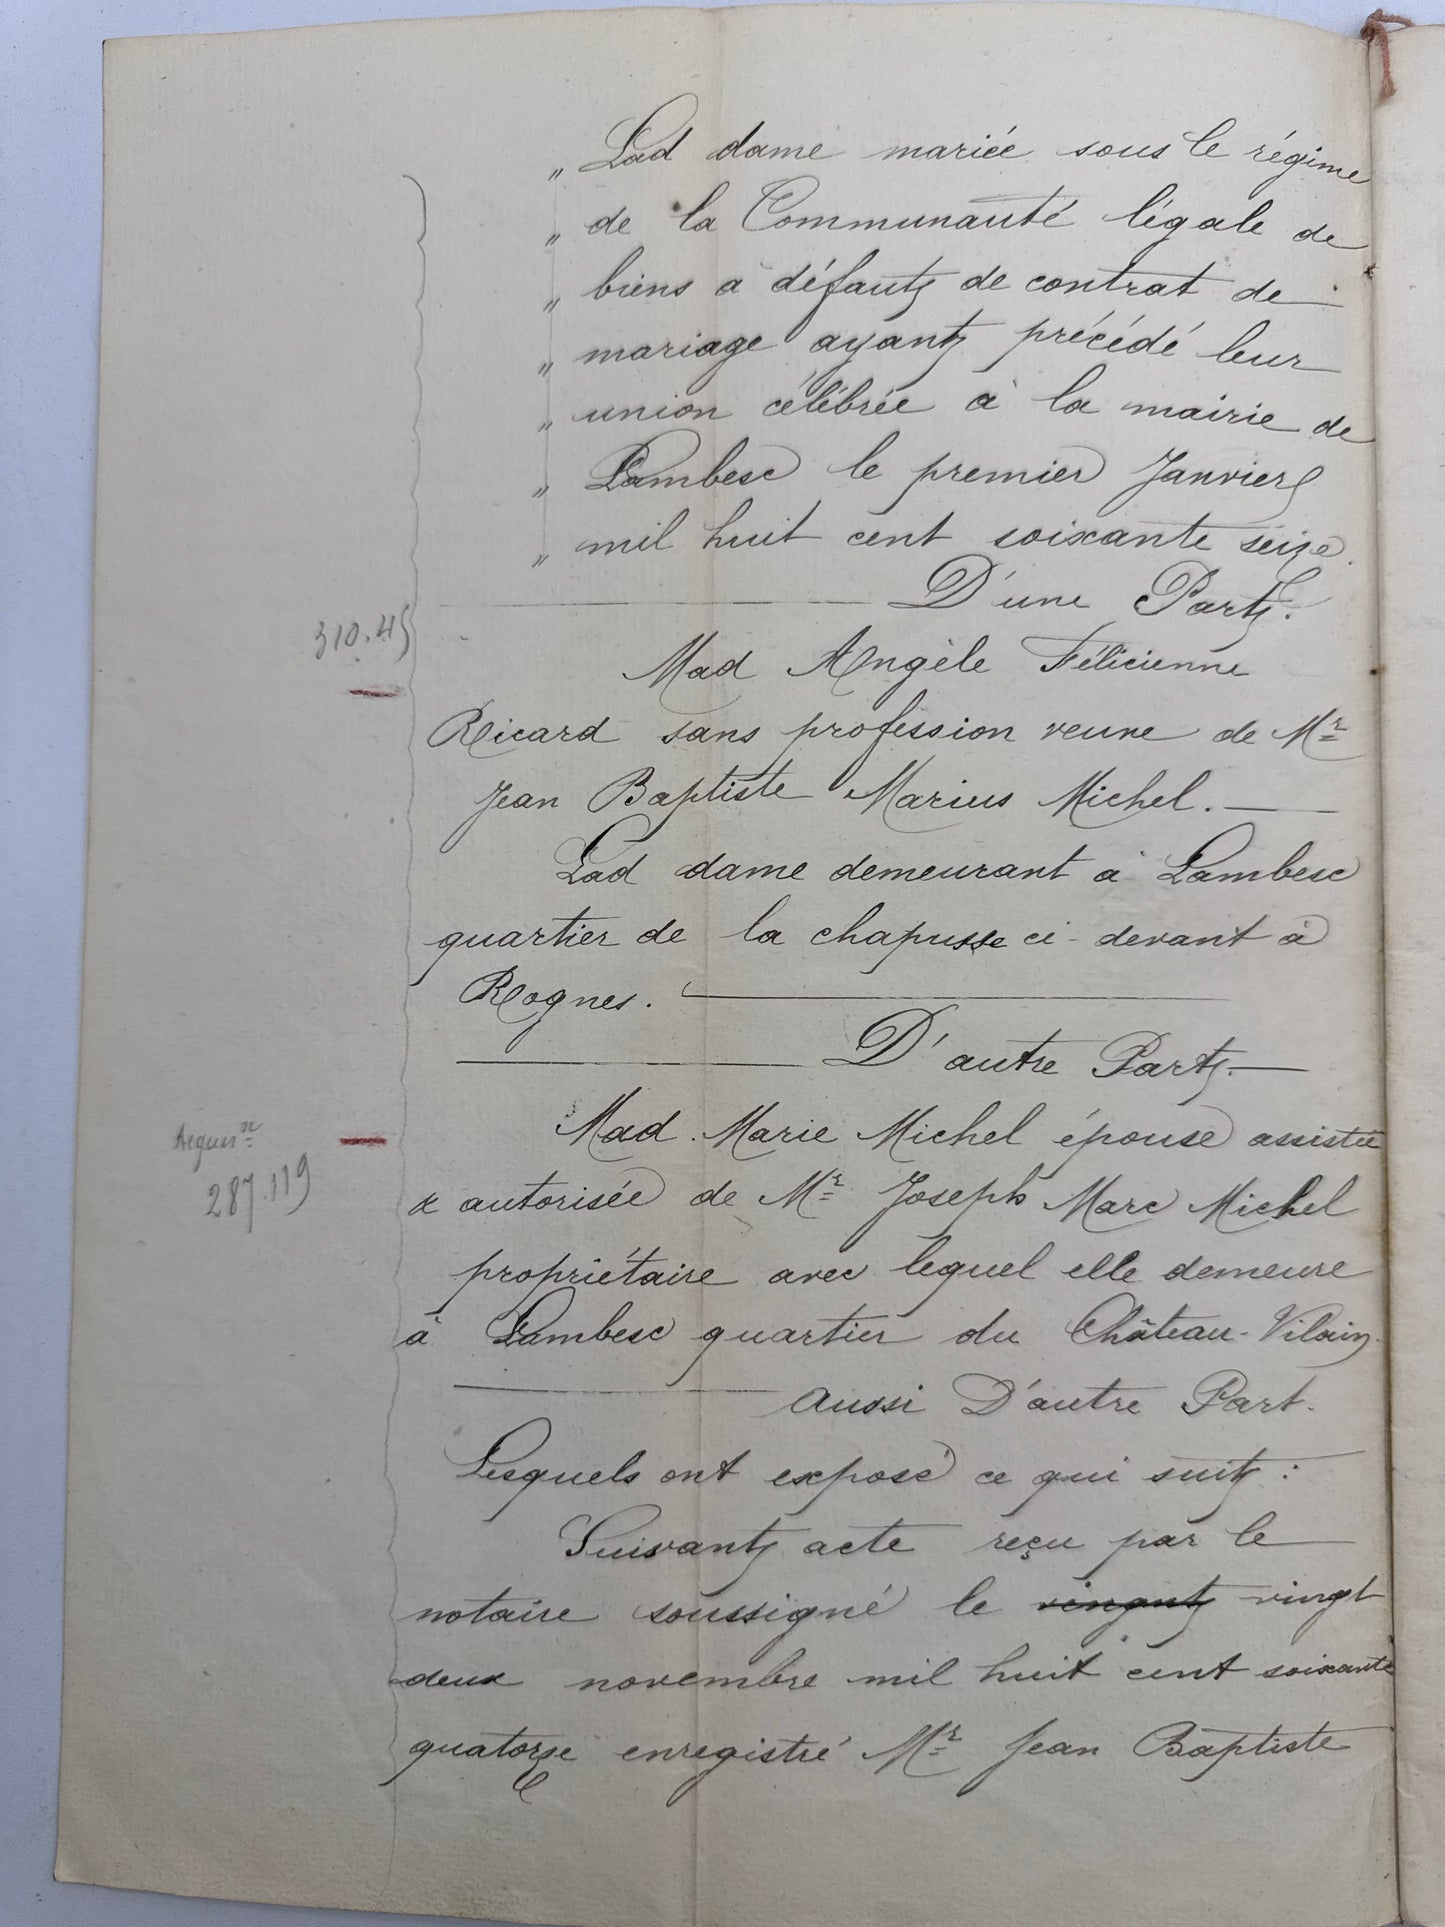 „ Lad dame mariée sous le régime
„ de la Communauté légale de
„ biens à défaut de contrat de
„ mariage ayant précédé leur
„ union célébrée à la mairie de
„ Lambesc le premier Janvier
„ mil huit cent soixante seize.
D'une Part.
310.45
Mad Angèle Félicienne
Ricard sans profession veuve de Mr
Jean Baptiste Marius Michel.
Lad dame demeurant à Lambesc
quartier de la chapusse ci-devant à
Rognes.
D'autre Part.
Mad. Marie Michel épouse assistée
& autorisée de Mr Joseph Marc Michel
287.119
propriétaire avec lequel elle demeure
à Lambesc quartier du Château-Vilain.
aussi D'autre Part.
Lesquels ont exposé ce qui suit :
Suivant acte reçu par le
notaire soussigné le vingt
deux novembre mil huit cent soixante
quatorze enregistré Mr Jean Baptiste